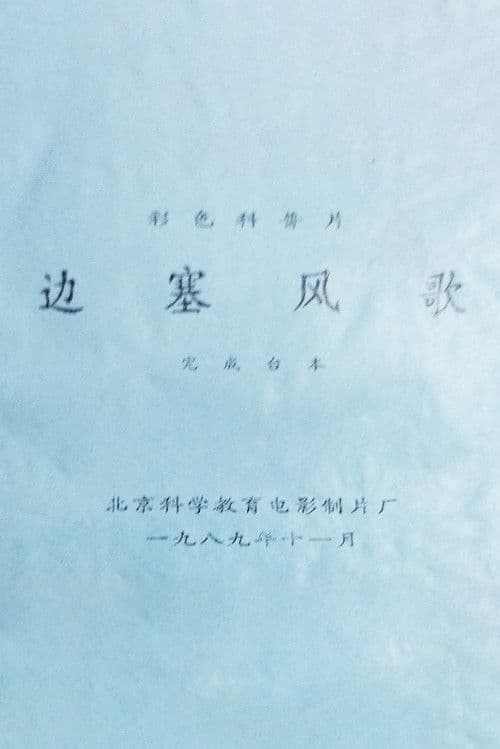 彩色科普片
边塞风歌
完成台本
北京科学教育电影制片厂
一九八九年十一月